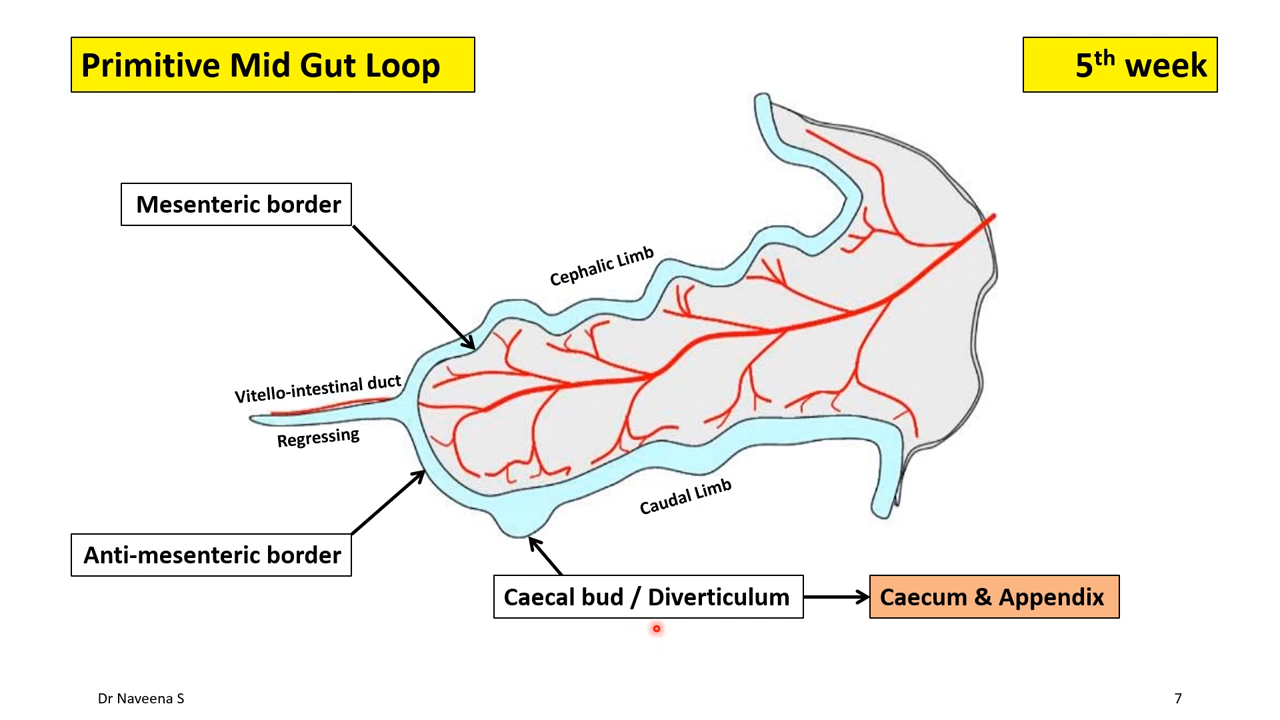 Primitive Mid Gut Loop
5th week
Mesenteric border
Cephalic Limb
Vitello-intestinal duct
Regressing
Caudal Limb
Anti-mesenteric border
Caecal bud / Diverticulum
Caecum & Appendix
Dr Naveena S
7